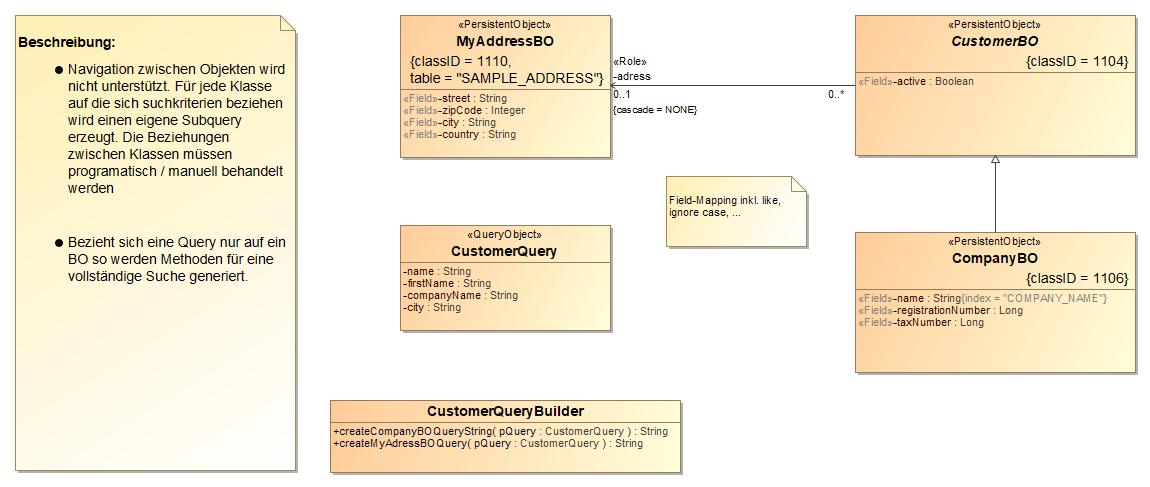 Beschreibung:
● Navigation zwischen Objekten wird
nicht unterstützt. Für jede Klasse
auf die sich suchkriterien beziehen
wird einen eigene Subquery
erzeugt. Die Beziehungen
zwischen Klassen müssen
programatisch / manuell behandelt
werden
● Bezieht sich eine Query nur auf ein
BO so werden Methoden für eine
vollständige Suche generiert.
«PersistentObject»
MyAddressBO
{classID = 1110,
table = "SAMPLE_ADDRESS"}
«Field»-street : String
«Field»-zipCode : Integer
«Field»-city : String
«Field»-country : String
«Role»
-adress
0..1
0..*
{cascade = NONE}
«PersistentObject»
CustomerBO
{classID = 1104}
«Field»-active : Boolean
Field-Mapping inkl. like,
ignore case, ...
«QueryObject»
CustomerQuery
-name : String
-firstName : String
-companyName : String
-city : String
«PersistentObject»
CompanyBO
{classID = 1106}
«Field»-name : String{index = "COMPANY_NAME"}
«Field»-registrationNumber : Long
«Field»-taxNumber : Long
CustomerQueryBuilder
+createCompanyBOQueryString( pQuery : CustomerQuery ) : String
+createMyAdressBOQuery( pQuery : CustomerQuery ) : String